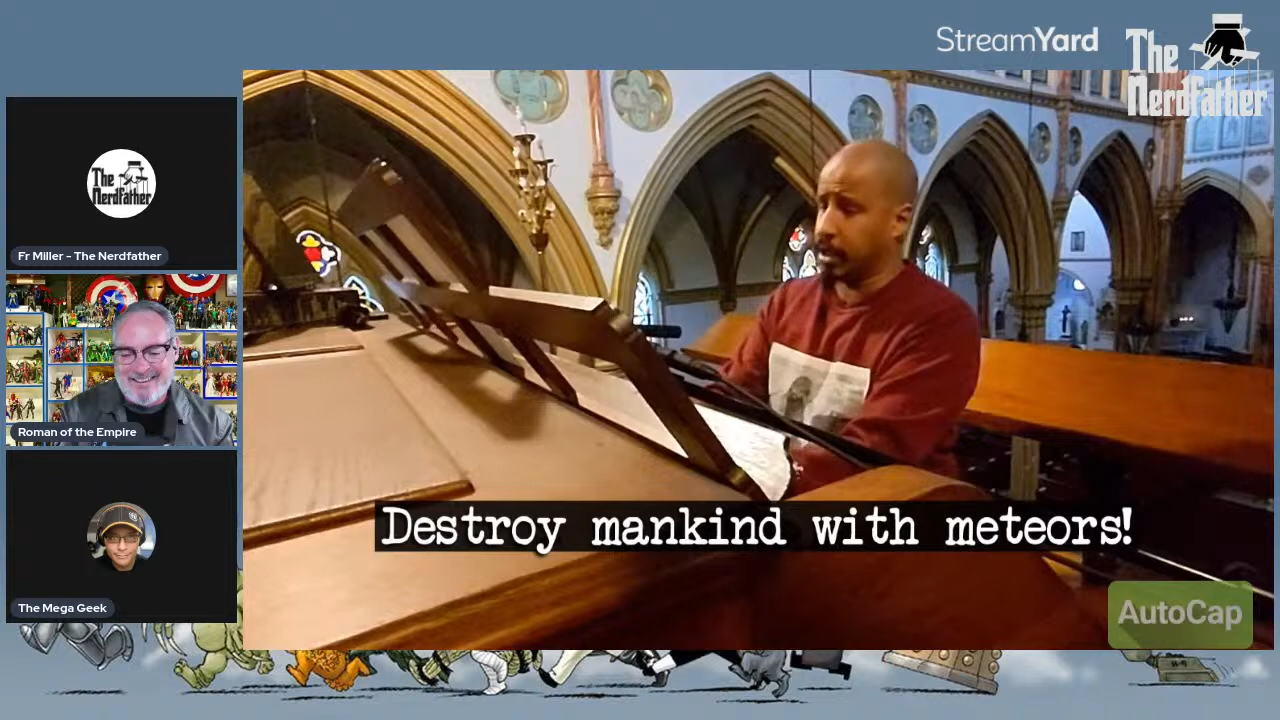 StreamYard
The
Nerdfather
The
Nerdfather
Fr Miller - The Nerdfather
Roman of the Empire
Destroy mankind with meteors!
The Mega Geek
AutoCap